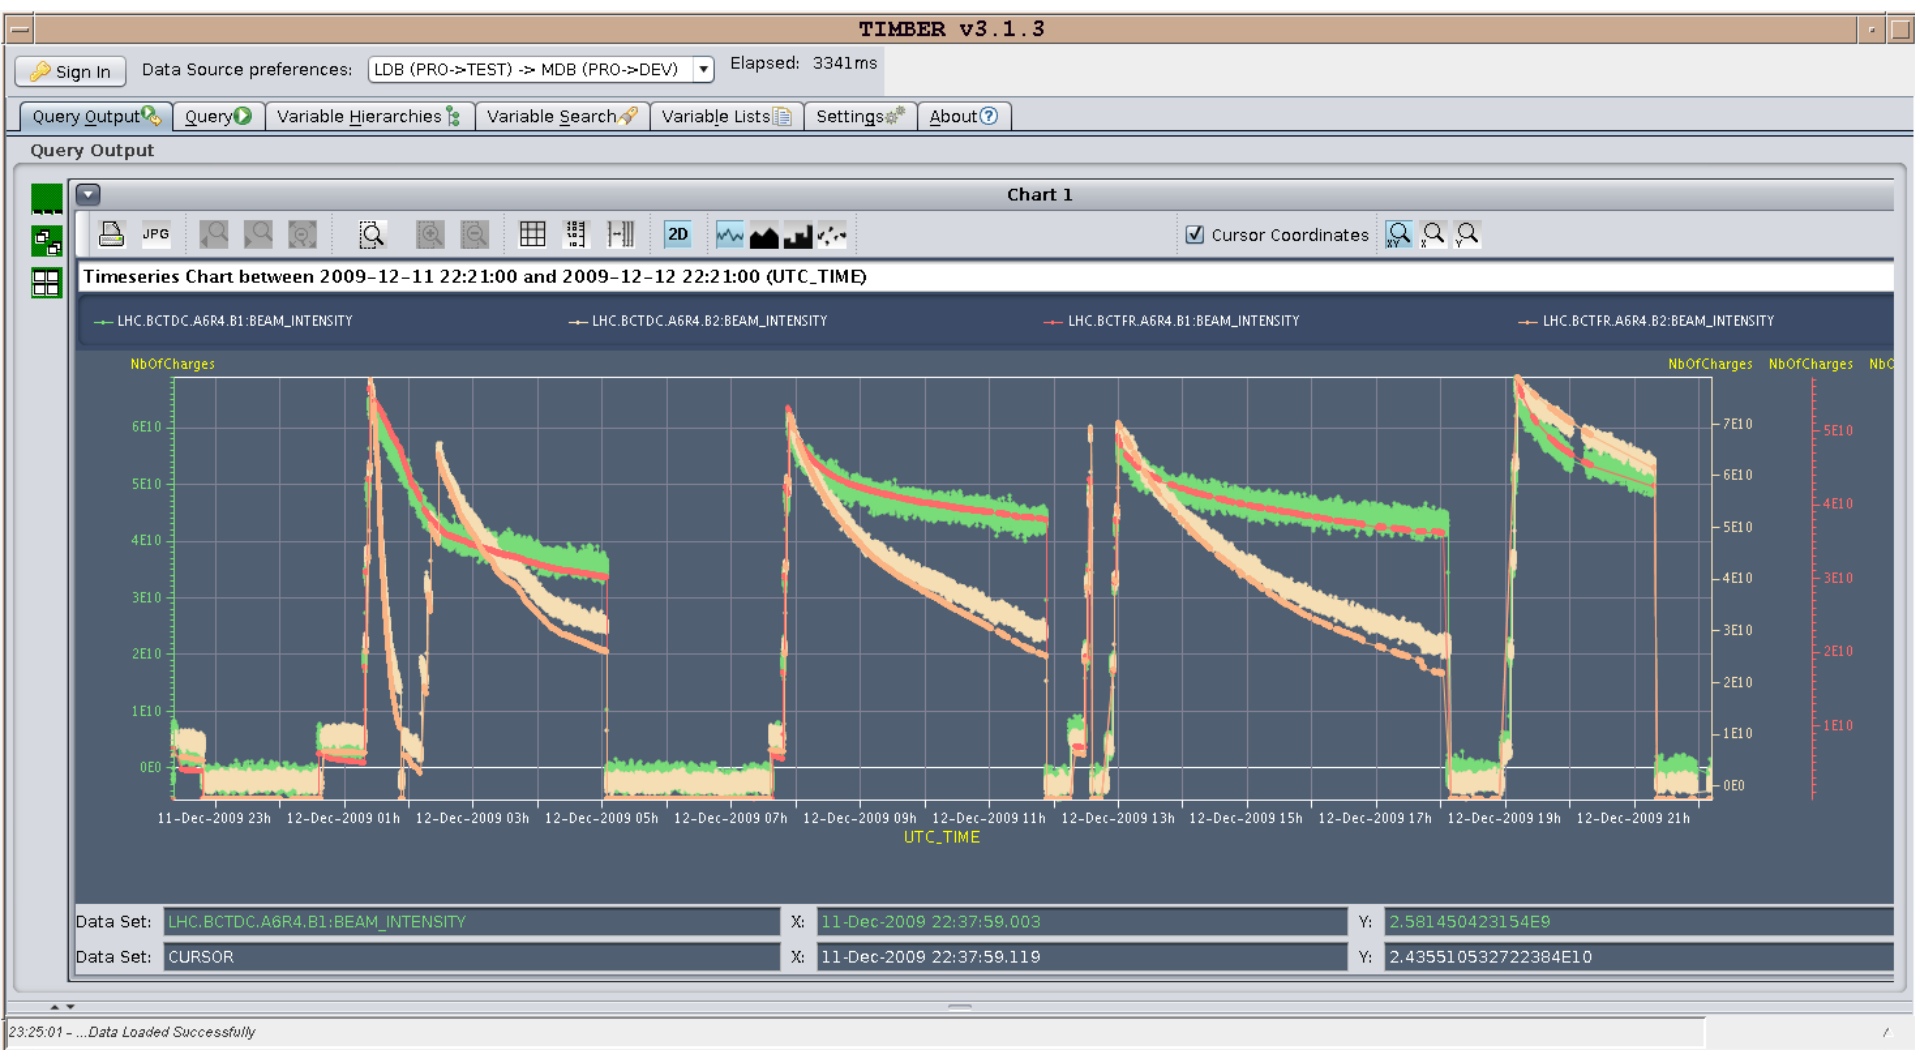 TIMBER v3.1.3
Sign In Data Source preferences: LDB (PRO->TEST) -> MDB (PRO->DEV) Elapsed: 3341ms
Query Output Query Variable Hierarchies Variable Search Variable Lists Settings About
Query Output
Chart 1
JPG 2D Cursor Coordinates XY X Y
Timeseries Chart between 2009-12-11 22:21:00 and 2009-12-12 22:21:00 (UTC_TIME)
LHC.BCTDC.A6R4.B1:BEAM_INTENSITY LHC.BCTDC.A6R4.B2:BEAM_INTENSITY LHC.BCTFR.A6R4.B1:BEAM_INTENSITY LHC.BCTFR.A6R4.B2:BEAM_INTENSITY
NbOfCharges NbOfCharges NbOfCharges NbO
6E10 7E10 5E10
5E10 6E10 4E10
4E10 5E10
3E10 4E10 3E10
2E10 3E10 2E10
1E10 2E10 1E10
0E0 1E10
0E0
11-Dec-2009 23h 12-Dec-2009 01h 12-Dec-2009 03h 12-Dec-2009 05h 12-Dec-2009 07h 12-Dec-2009 09h 12-Dec-2009 11h 12-Dec-2009 13h 12-Dec-2009 15h 12-Dec-2009 17h 12-Dec-2009 19h 12-Dec-2009 21h
UTC_TIME
Data Set: LHC.BCTDC.A6R4.B1:BEAM_INTENSITY X: 11-Dec-2009 22:37:59.003 Y: 2.581450423154E9
Data Set: CURSOR X: 11-Dec-2009 22:37:59.119 Y: 2.435510532722384E10
23:25:01 - ...Data Loaded Successfully